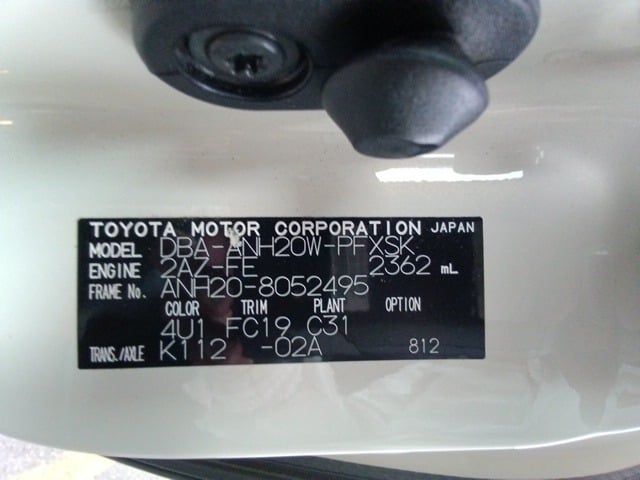 TOYOTA MOTOR CORPORATION JAPAN
MODEL DBA-ANH20W-PFXSK
ENGINE 2AZ-FE 2362 mL
FRAME No. ANH20-8052495
COLOR TRIM PLANT OPTION
4U1 FC19 C31
TRANS./AXLE K112 -02A 812